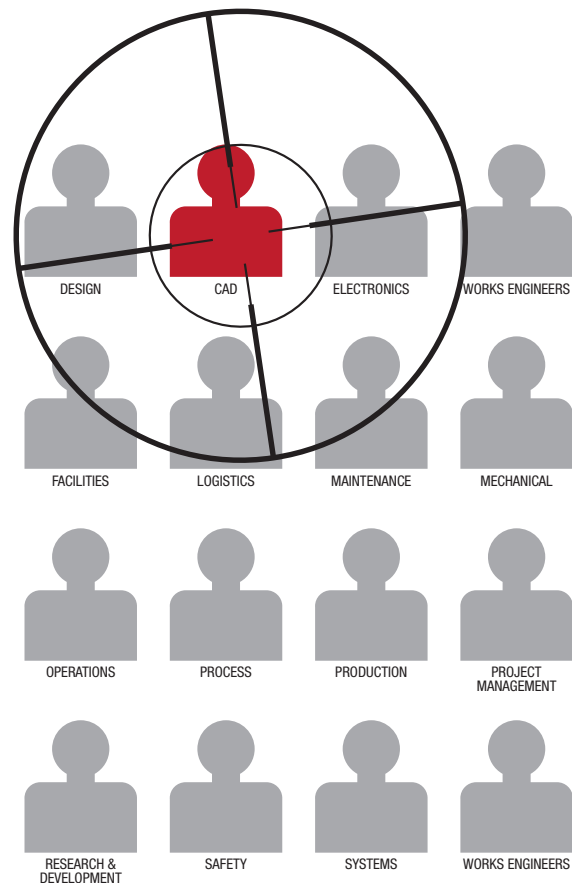 DESIGN
CAD
ELECTRONICS
WORKS ENGINEERS
FACILITIES
LOGISTICS
MAINTENANCE
MECHANICAL
OPERATIONS
PROCESS
PRODUCTION
PROJECT
MANAGEMENT
RESEARCH &
DEVELOPMENT
SAFETY
SYSTEMS
WORKS ENGINEERS